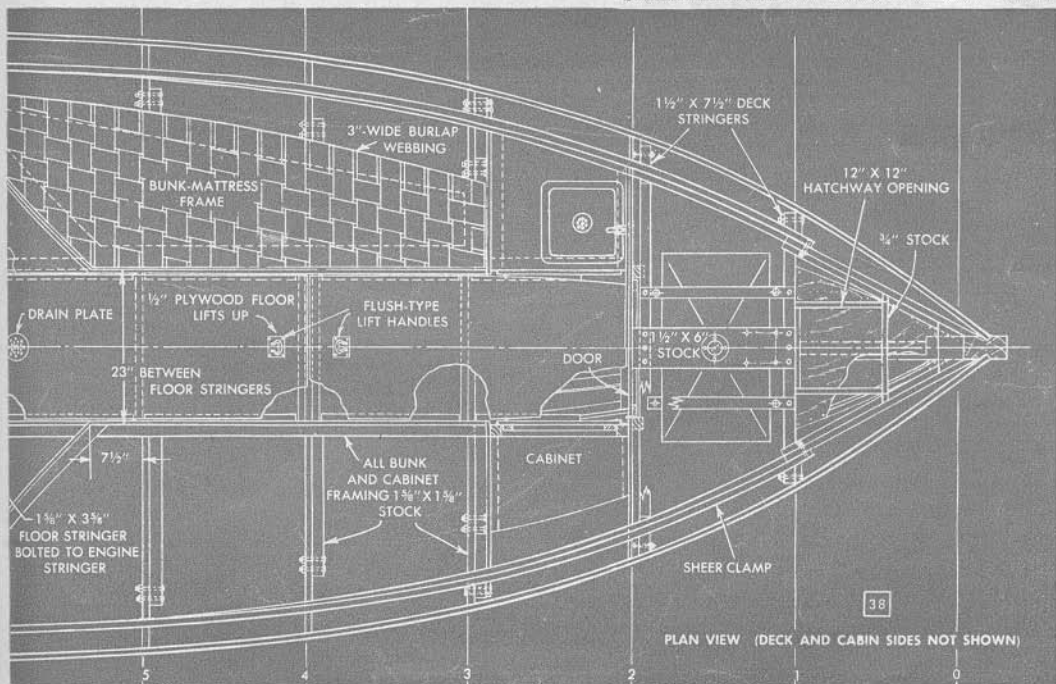 1½" X 7½" DECK
STRINGERS
3"-WIDE BURLAP
WEBBING
12" X 12"
HATCHWAY OPENING
¾" STOCK
BUNK-MATTRESS
FRAME
DRAIN PLATE
½" PLYWOOD FLOOR
LIFTS UP
FLUSH-TYPE
LIFT HANDLES
1½" X 6"
STOCK
DOOR
23" BETWEEN
FLOOR STRINGERS
7½"
ALL BUNK
AND CABINET
FRAMING 1⅝" X 1⅝"
STOCK
CABINET
1⅝" X 3⅝"
FLOOR STRINGER
BOLTED TO ENGINE
STRINGER
SHEER CLAMP
38
PLAN VIEW (DECK AND CABIN SIDES NOT SHOWN)
5 4 3 2 1 0